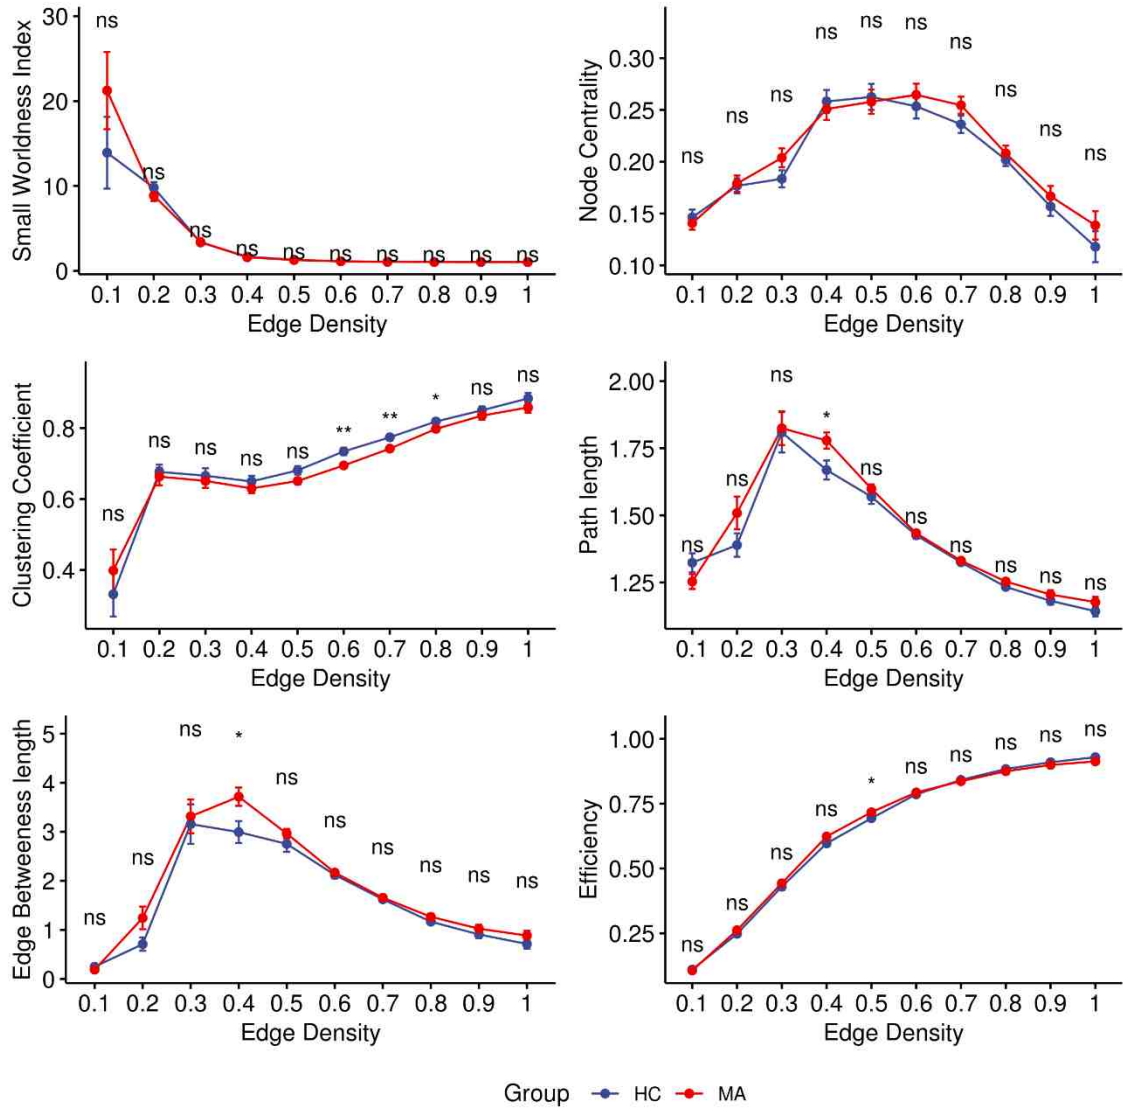 Small Worldness Index
30
20
10
0
ns
ns
ns
ns
ns
ns
ns
ns
ns
ns
0.1 0.2 0.3 0.4 0.5 0.6 0.7 0.8 0.9 1
Edge Density
Node Centrality
0.30
0.25
0.20
0.15
0.10
ns
ns
ns
ns
ns
ns
ns
ns
ns
ns
0.1 0.2 0.3 0.4 0.5 0.6 0.7 0.8 0.9 1
Edge Density
Clustering Coefficient
0.8
0.6
0.4
ns
ns
ns
ns
ns
**
**
*
ns
ns
0.1 0.2 0.3 0.4 0.5 0.6 0.7 0.8 0.9 1
Edge Density
Path length
2.00
1.75
1.50
1.25
ns
ns
ns
*
ns
ns
ns
ns
ns
ns
0.1 0.2 0.3 0.4 0.5 0.6 0.7 0.8 0.9 1
Edge Density
Edge Betweeness length
5
4
3
2
1
0
ns
ns
ns
*
ns
ns
ns
ns
ns
ns
0.1 0.2 0.3 0.4 0.5 0.6 0.7 0.8 0.9 1
Edge Density
Efficiency
1.00
0.75
0.50
0.25
ns
ns
ns
ns
*
ns
ns
ns
ns
ns
0.1 0.2 0.3 0.4 0.5 0.6 0.7 0.8 0.9 1
Edge Density
Group HC MA